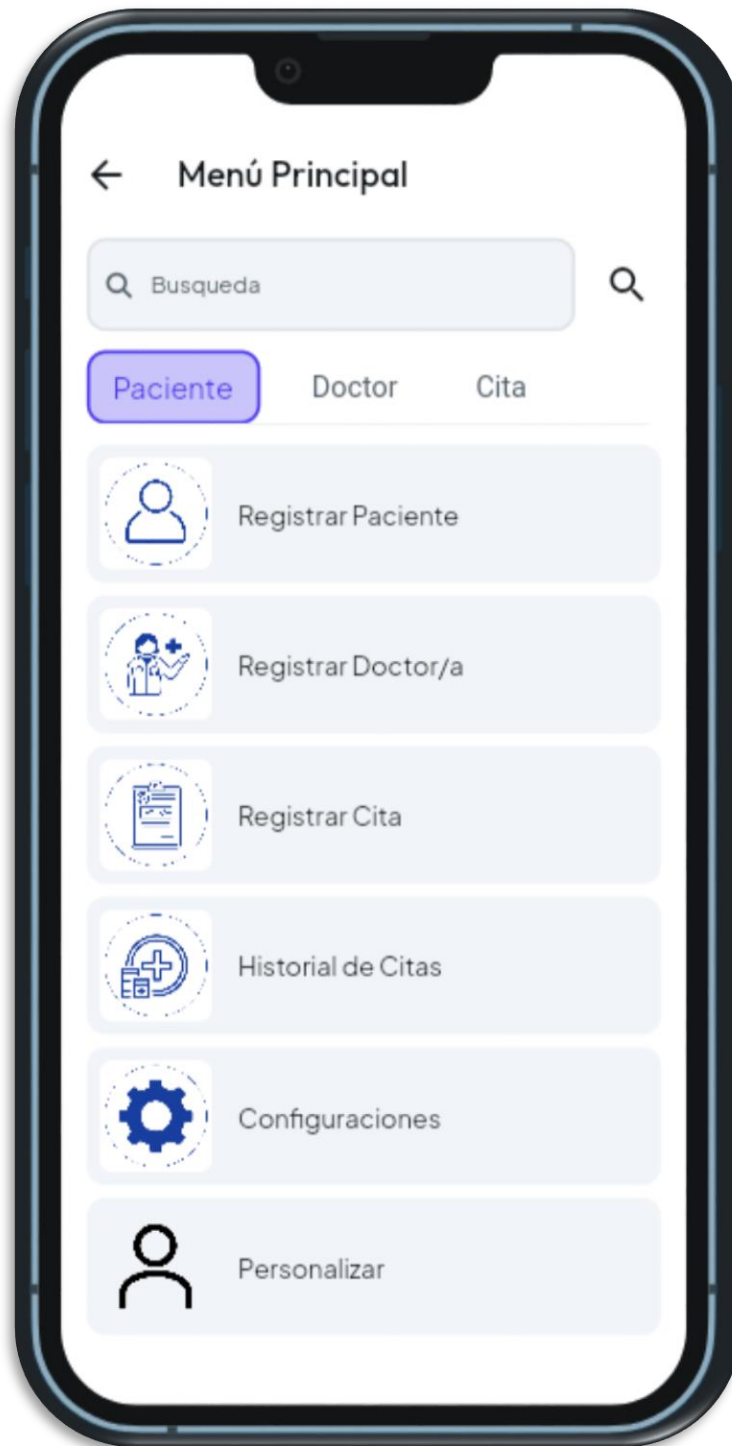 Menú Principal
Busqueda
Paciente Doctor Cita
Registrar Paciente
Registrar Doctor/a
Registrar Cita
Historial de Citas
Configuraciones
Personalizar